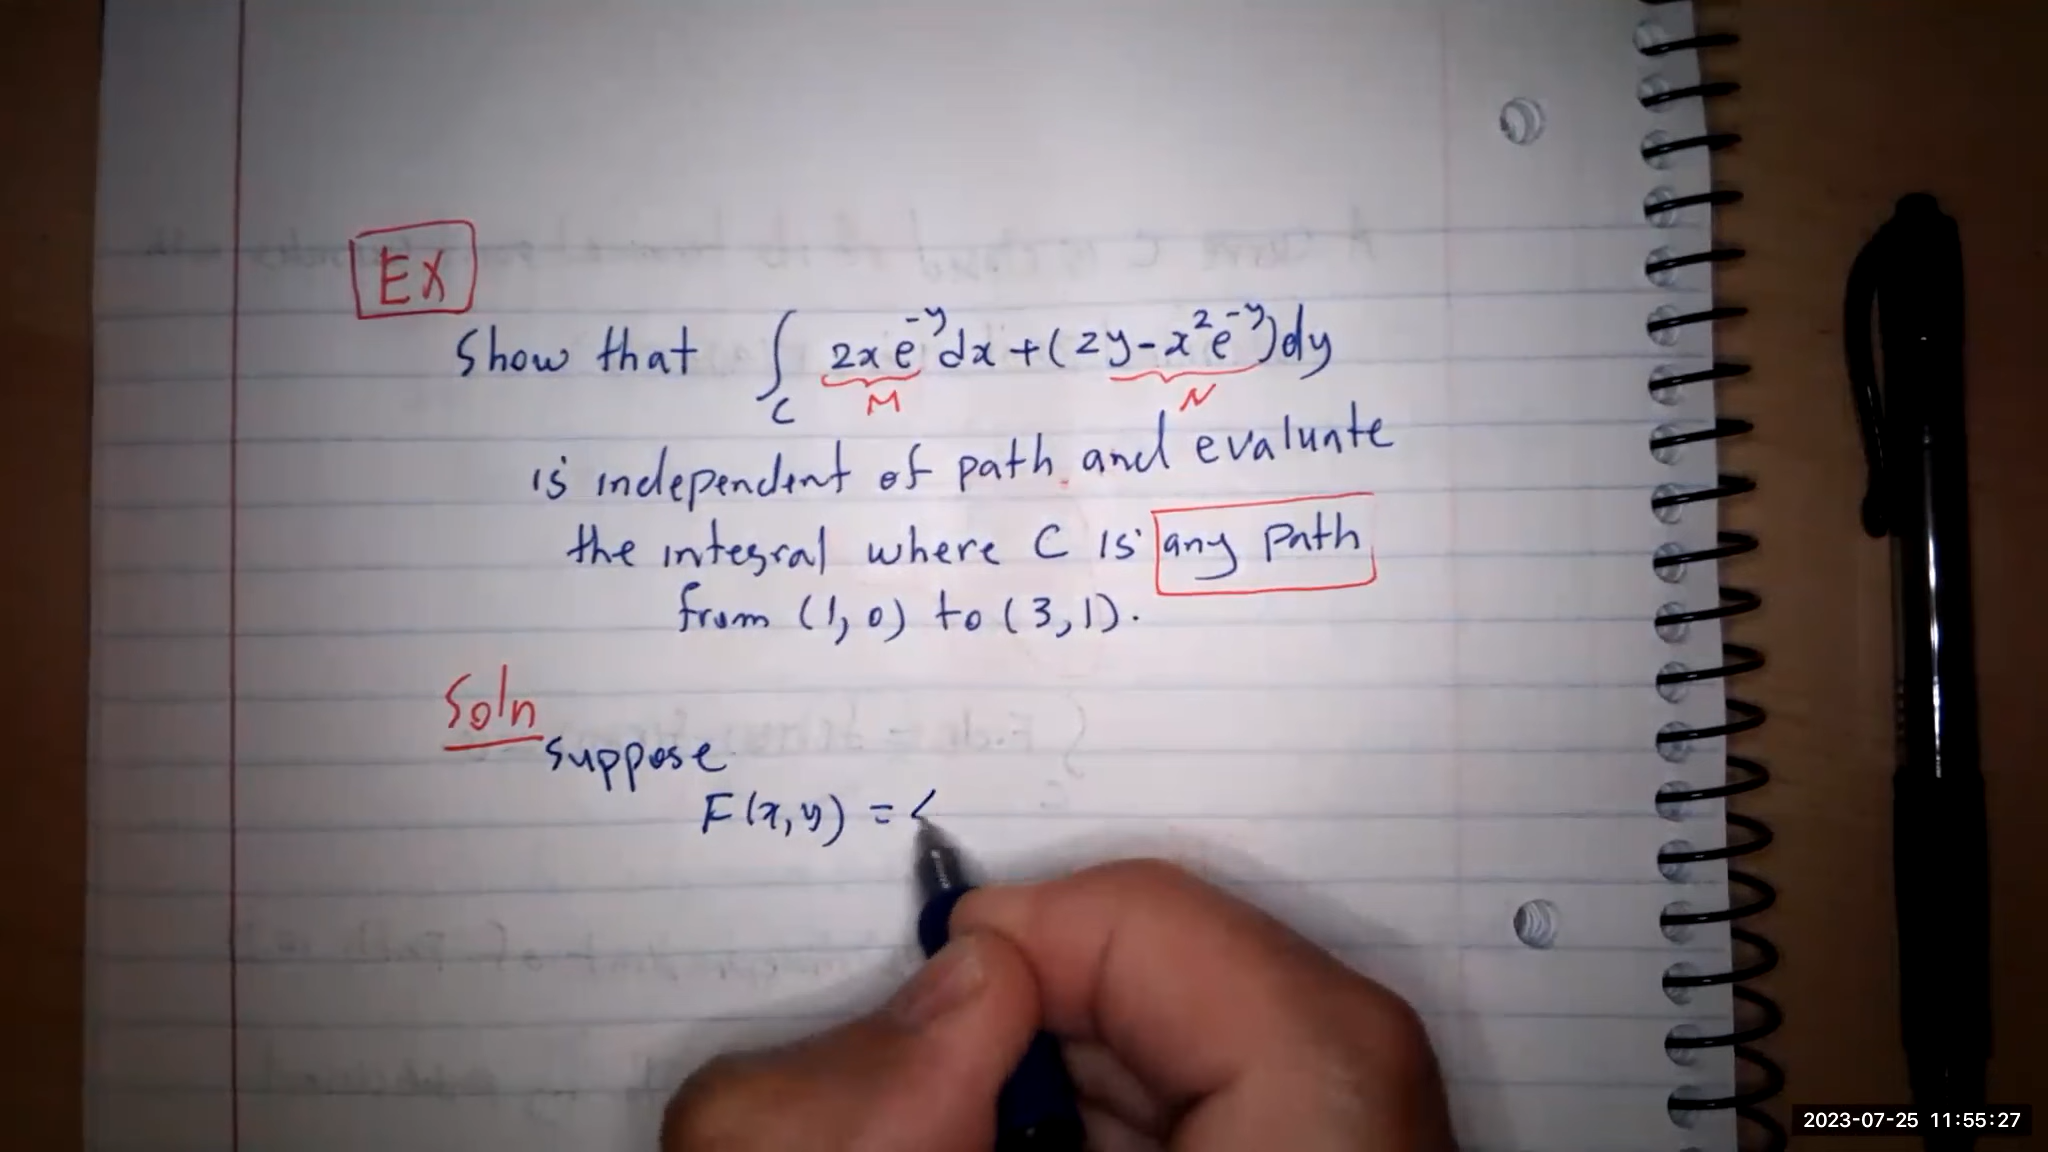 EX
Show that ∫_C 2xe^{-y}dx+(2y-x^2e^{-y})dy
M N
is independent of path and evaluate
the integral where C is any path
from (1,0) to (3,1).
Soln
suppose
F(x,y) = <
2023-07-25 11:55:27